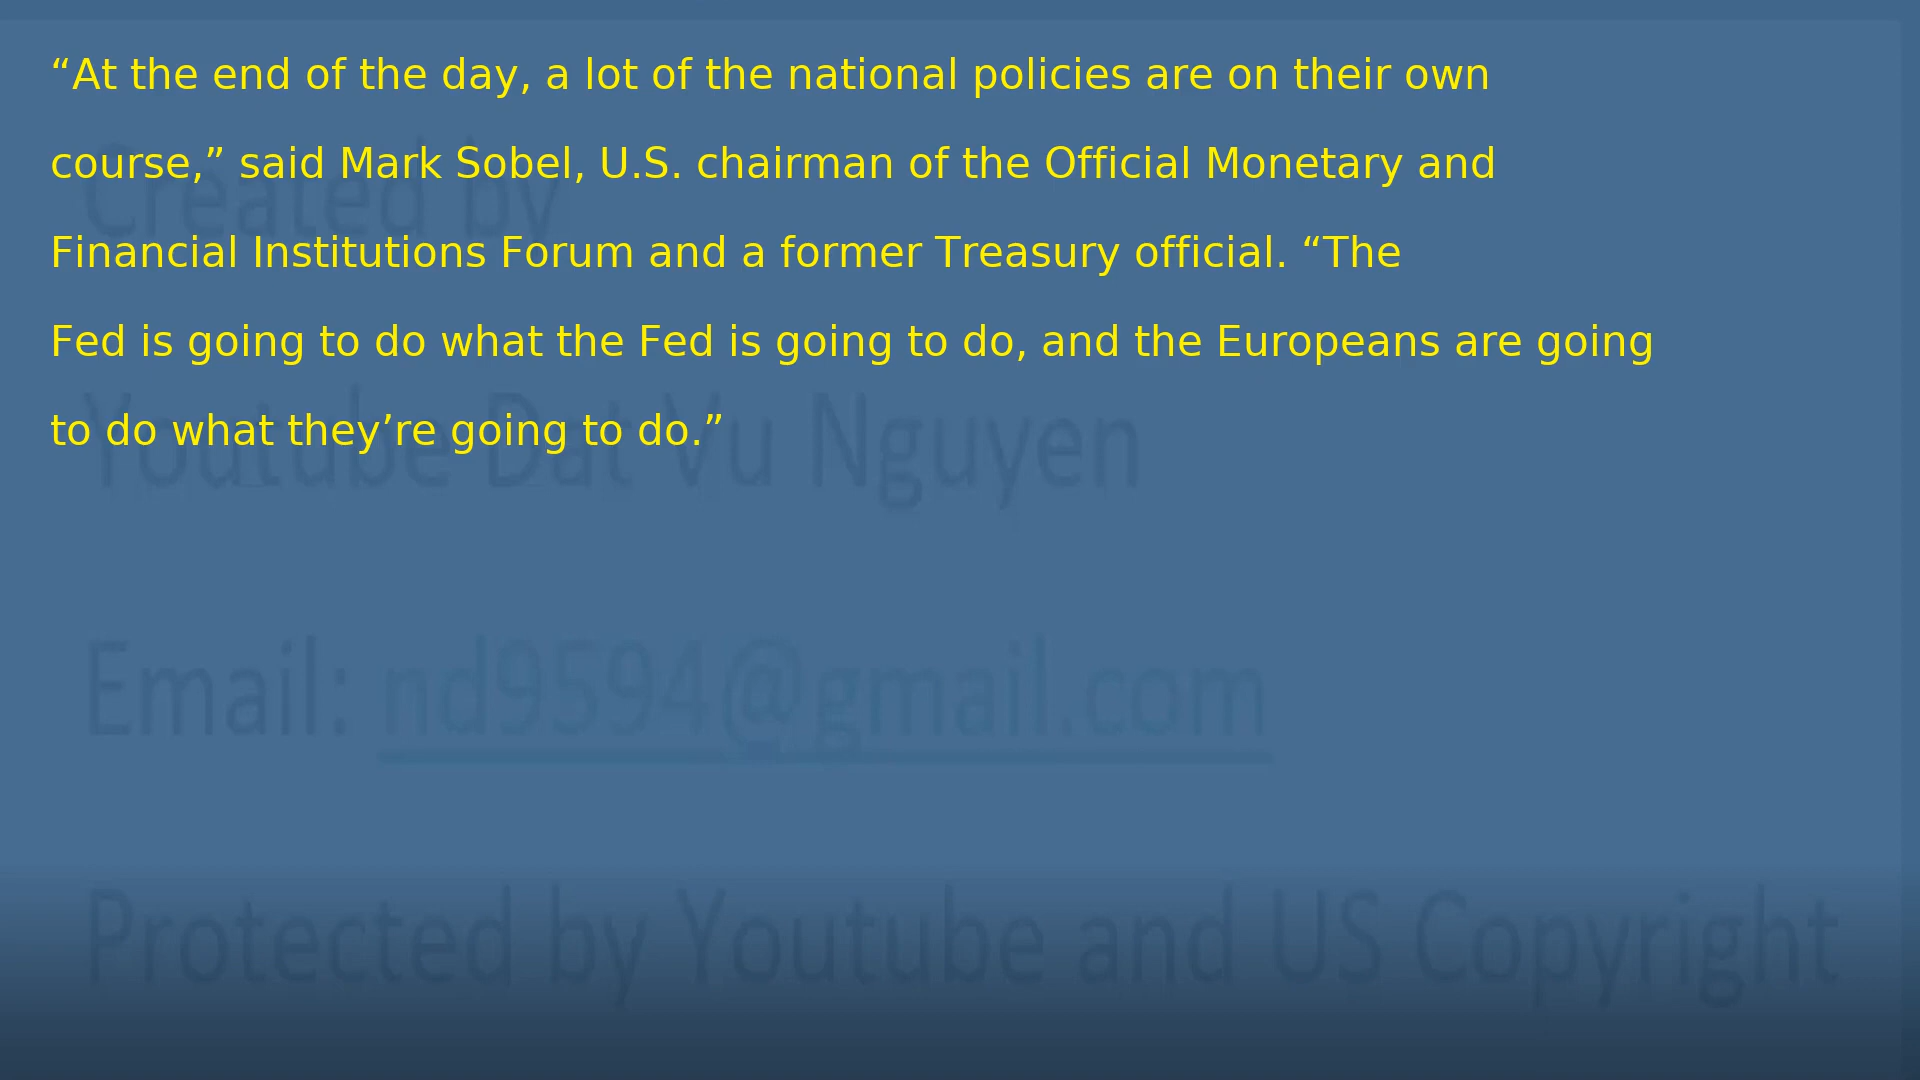 “At the end of the day, a lot of the national policies are on their own
course,” said Mark Sobel, U.S. chairman of the Official Monetary and
Created by
Financial Institutions Forum and a former Treasury official. “The
Fed is going to do what the Fed is going to do, and the Europeans are going
to do what they’re going to do.”
Youtube Dat Vu Nguyen
Email: nd9594@gmail.com
Protected by Youtube and US Copyright